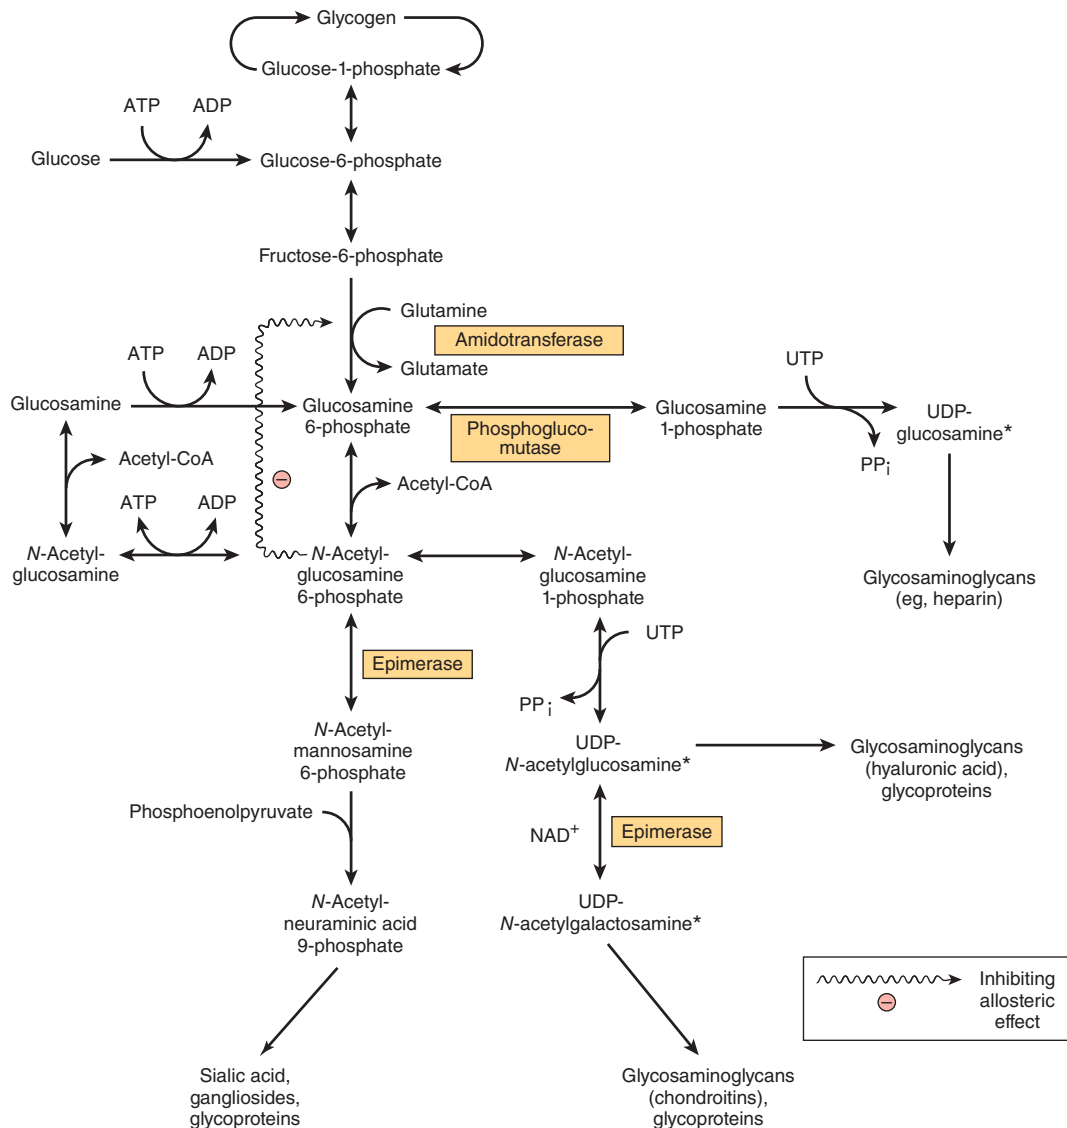 Glycogen
Glucose-1-phosphate
ATP
ADP
Glucose
Glucose-6-phosphate
Fructose-6-phosphate
Glutamine
Amidotransferase
Glutamate
ATP
ADP
UTP
Glucosamine
Glucosamine
6-phosphate
Phosphogluco-
mutase
Glucosamine
1-phosphate
UDP-
glucosamine*
PPi
Acetyl-CoA
−
Acetyl-CoA
ATP
ADP
N-Acetyl-
glucosamine
N-Acetyl-
glucosamine
6-phosphate
N-Acetyl-
glucosamine
1-phosphate
Glycosaminoglycans
(eg, heparin)
UTP
Epimerase
PPi
N-Acetyl-
mannosamine
6-phosphate
UDP-
N-acetylglucosamine*
Glycosaminoglycans
(hyaluronic acid),
glycoproteins
Phosphoenolpyruvate
NAD+
Epimerase
N-Acetyl-
neuraminic acid
9-phosphate
UDP-
N-acetylgalactosamine*
−
Inhibiting
allosteric
effect
Sialic acid,
gangliosides,
glycoproteins
Glycosaminoglycans
(chondroitins),
glycoproteins